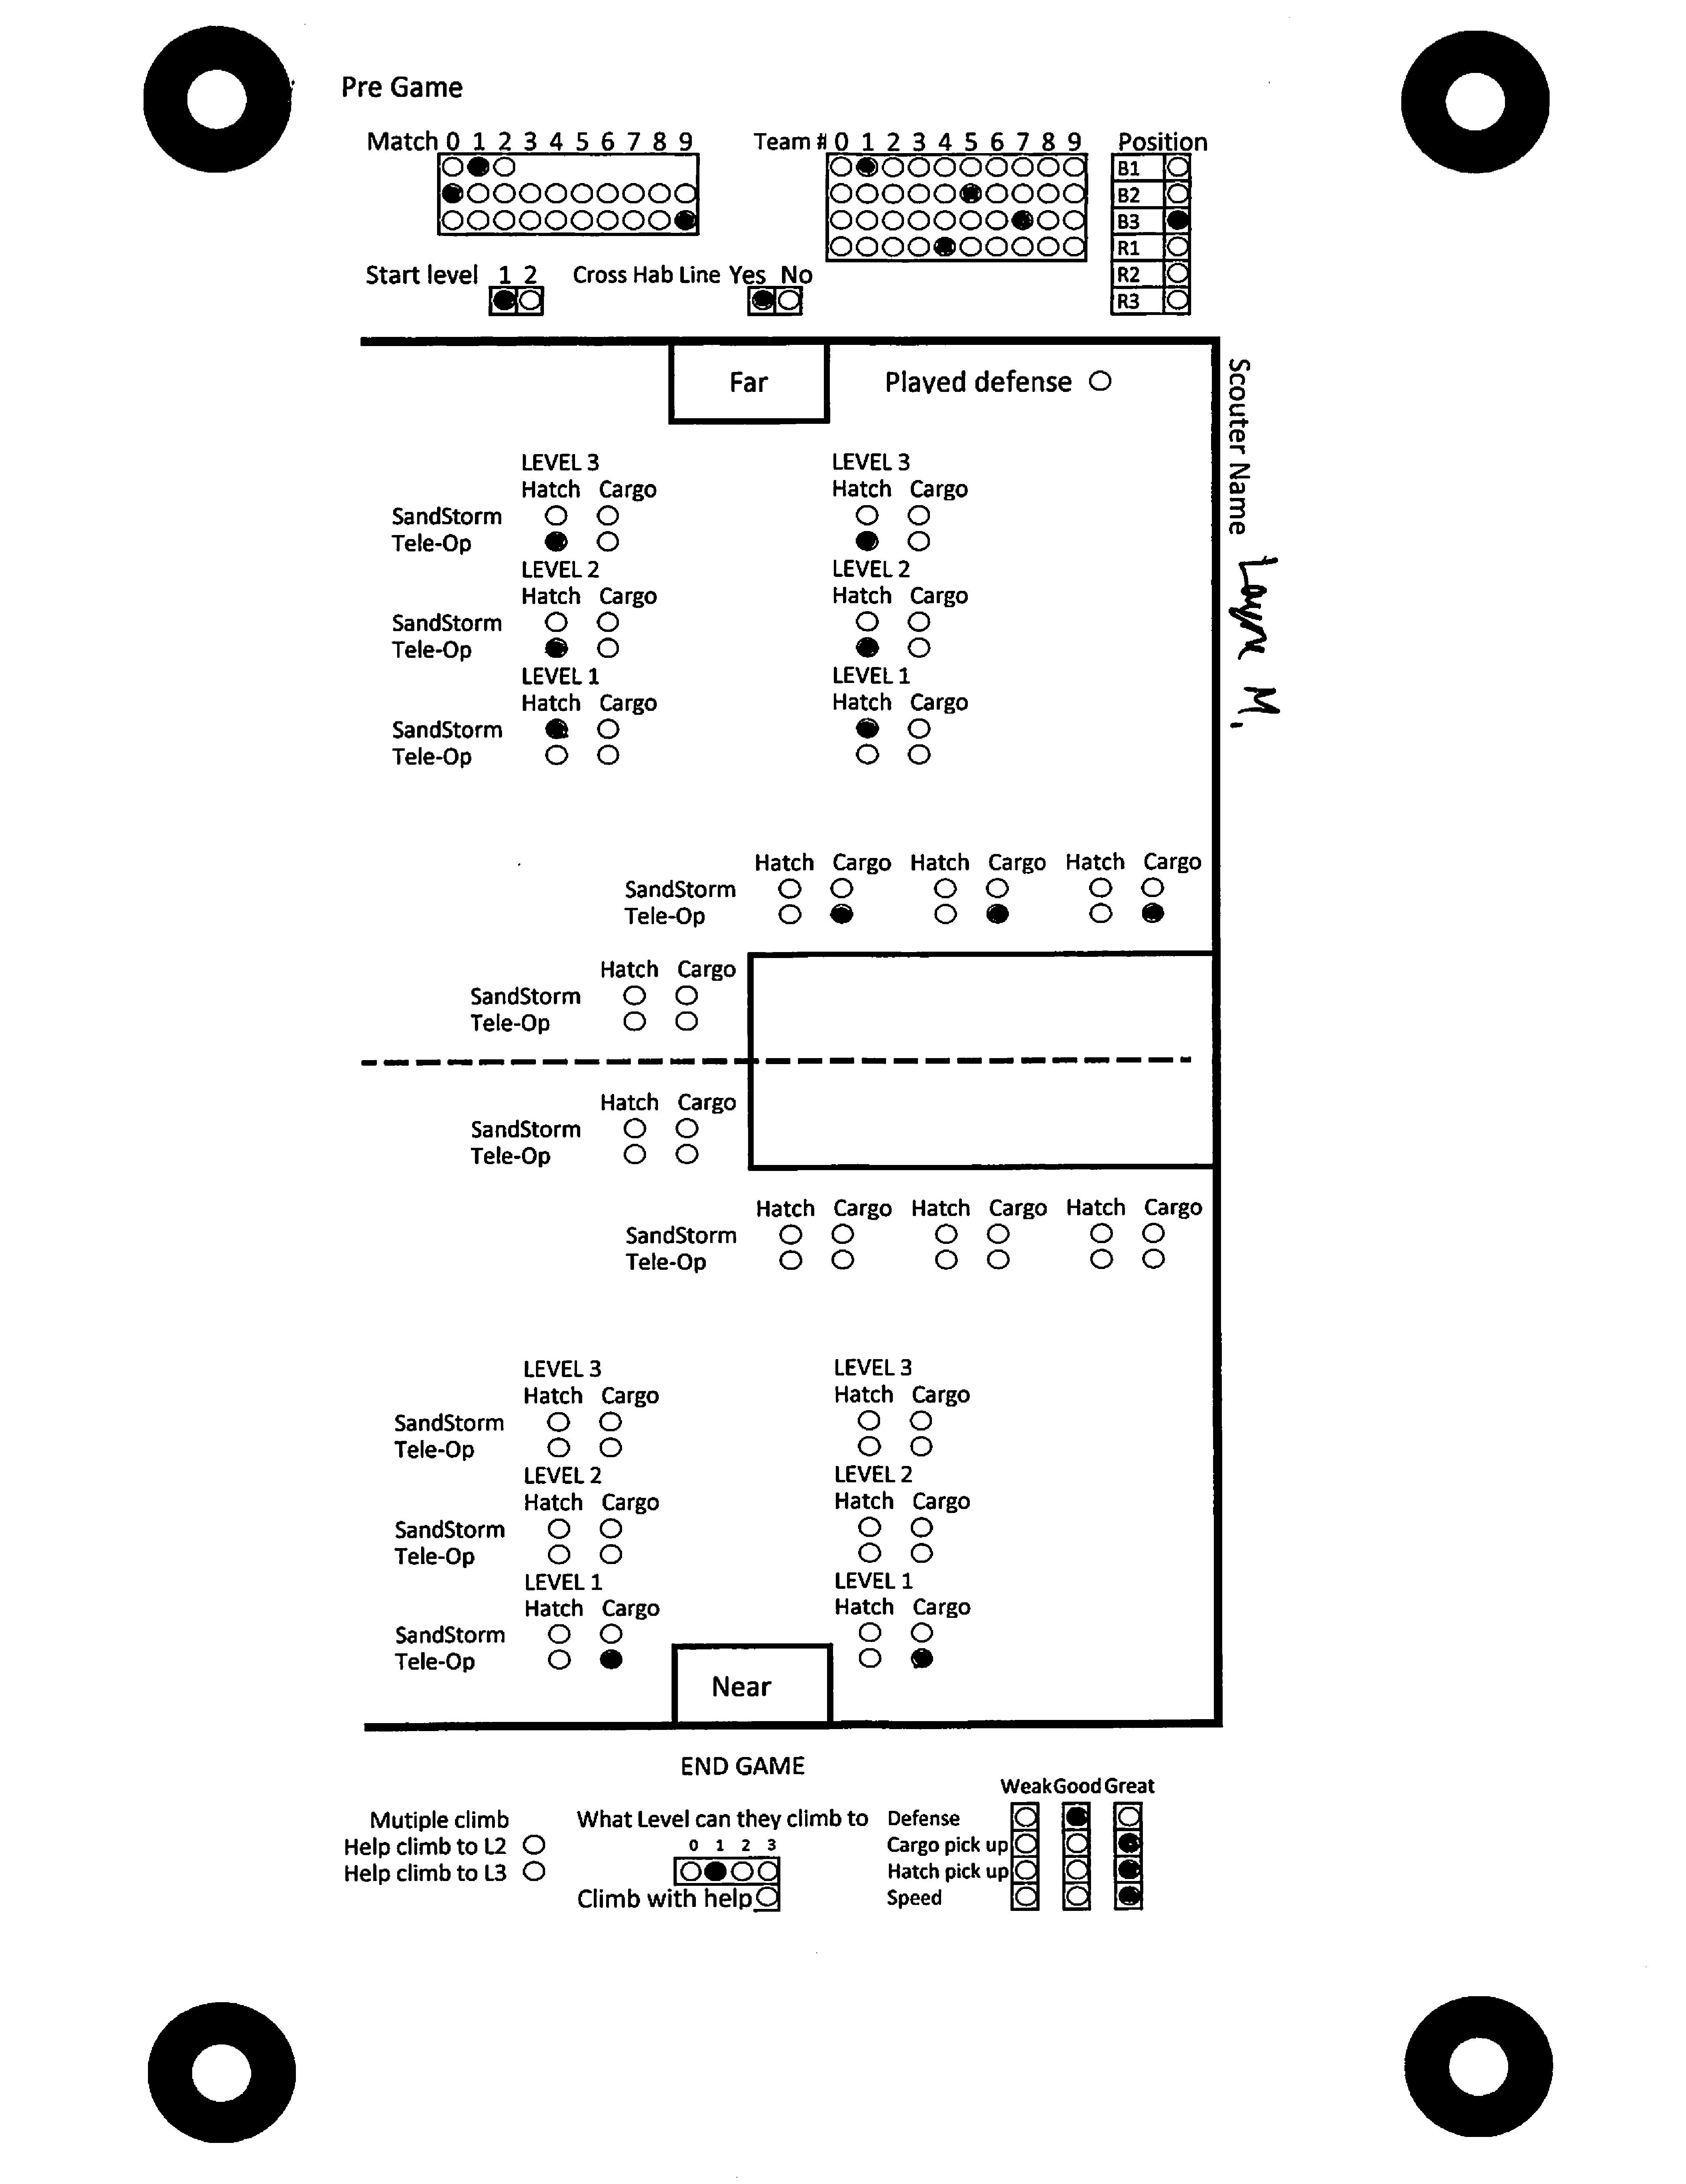 Pre Game
Match 0 1 2 3 4 5 6 7 8 9
Team # 0 1 2 3 4 5 6 7 8 9
Position
B1
B2
B3
R1
R2
R3
Start level 1 2
Cross Hab Line Yes No
Far
Played defense
Scouter Name
M.
LEVEL 3 LEVEL 3
Hatch Cargo Hatch Cargo
SandStorm
Tele-Op
LEVEL 2 LEVEL 2
Hatch Cargo Hatch Cargo
SandStorm
Tele-Op
LEVEL 1 LEVEL 1
Hatch Cargo Hatch Cargo
SandStorm
Tele-Op
Hatch Cargo Hatch Cargo Hatch Cargo
SandStorm
Tele-Op
Hatch Cargo
SandStorm
Tele-Op
Hatch Cargo
SandStorm
Tele-Op
Hatch Cargo Hatch Cargo Hatch Cargo
SandStorm
Tele-Op
LEVEL 3 LEVEL 3
Hatch Cargo Hatch Cargo
SandStorm
Tele-Op
LEVEL 2 LEVEL 2
Hatch Cargo Hatch Cargo
SandStorm
Tele-Op
LEVEL 1 LEVEL 1
Hatch Cargo Hatch Cargo
SandStorm
Tele-Op
Near
END GAME
Mutiple climb
Help climb to L2
Help climb to L3
What Level can they climb to
0 1 2 3
Climb with help
Weak Good Great
Defense
Cargo pick up
Hatch pick up
Speed